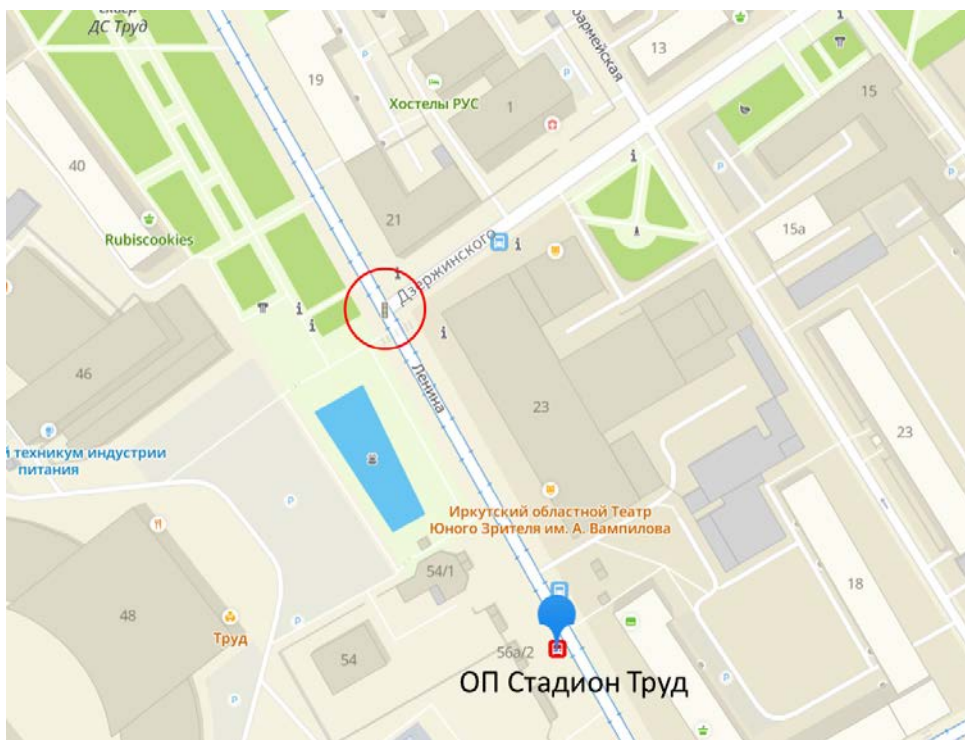 сквер
ДС Труд
19
13
Хостелы РУС
1
15
40
21
15а
Rubiscookies
Дзержинского
46
Ленина
23
23
й техникум индустрии
питания
Иркутский областной Театр
Юного Зрителя им. А. Вампилова
54/1
18
48
Труд
54
56а/2
ОП Стадион Труд